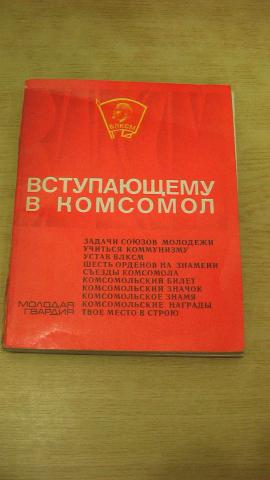 ВЛКСМ
ВСТУПАЮЩЕМУ
В КОМСОМОЛ
ЗАДАЧИ СОЮЗОВ МОЛОДЕЖИ
УЧИТЬСЯ КОММУНИЗМУ
УСТАВ ВЛКСМ
ШЕСТЬ ОРДЕНОВ НА ЗНАМЕНИ
СЪЕЗДЫ КОМСОМОЛА
КОМСОМОЛЬСКИЙ БИЛЕТ
КОМСОМОЛЬСКИЙ ЗНАЧОК
КОМСОМОЛЬСКОЕ ЗНАМЯ
КОМСОМОЛЬСКИЕ НАГРАДЫ
ТВОЕ МЕСТО В СТРОЮ
МОЛОДАЯ
ГВАРДИЯ